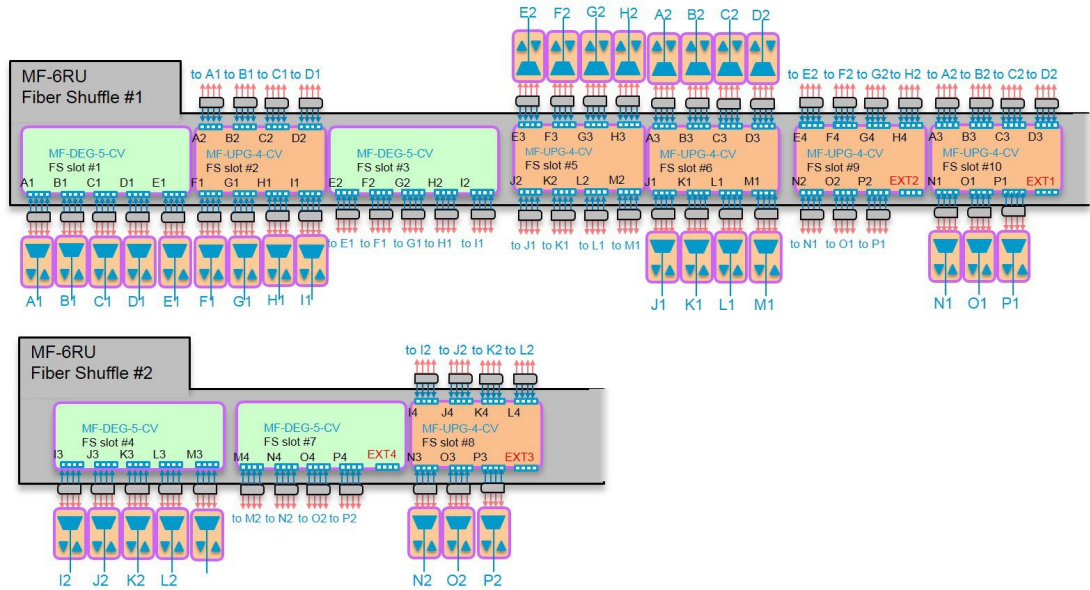 E2 F2 G2 H2 A2 B2 C2 D2
MF-6RU
Fiber Shuffle #1
to A1 to B1 to C1 to D1
to E2 to F2 to G2 to H2 to A2 to B2 to C2 to D2
A2 B2 C2 D2
E3 F3 G3 H3
A3 B3 C3 D3
E4 F4 G4 H4
A3 B3 C3 D3
MF-DEG-5-CV
FS slot #1
A1 B1 C1 D1 E1
MF-UPG-4-CV
FS slot #2
F1 G1 H1 I1
MF-DEG-5-CV
FS slot #3
E2 F2 G2 H2 I2
MF-UPG-4-CV
FS slot #5
J2 K2 L2 M2
MF-UPG-4-CV
FS slot #6
J1 K1 L1 M1
MF-UPG-4-CV
FS slot #9
N2 O2 P2 EXT2
MF-UPG-4-CV
FS slot #10
N1 O1 P1 EXT1
to E1 to F1 to G1 to H1 to I1
to J1 to K1 to L1 to M1
to N1 to O1 to P1
A1 B1 C1 D1 E1 F1 G1 H1 I1
J1 K1 L1 M1
N1 O1 P1
MF-6RU
Fiber Shuffle #2
to I2 to J2 to K2 to L2
I4 J4 K4 L4
MF-DEG-5-CV
FS slot #4
I3 J3 K3 L3 M3
MF-DEG-5-CV
FS slot #7
M4 N4 O4 P4 EXT4
MF-UPG-4-CV
FS slot #8
N3 O3 P3 EXT3
to M2 to N2 to O2 to P2
I2 J2 K2 L2
N2 O2 P2